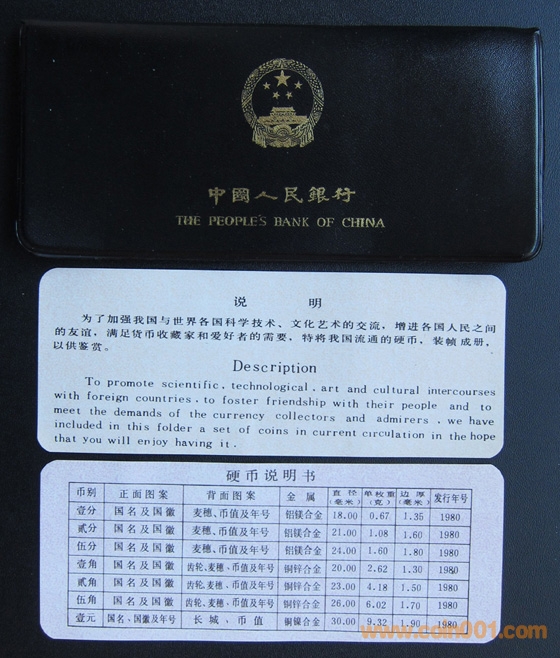 中國人民銀行
THE PEOPLE'S BANK OF CHINA
说 明
为了加强我国与世界各国科学技术、文化艺术的交流,增进各国人民之间
的友谊,满足货币收藏家和爱好者的需要,特将我国流通的硬币,装帧成册,
以供鉴赏。
Description
To promote scientific, technological, art and cultural intercourses
with foreign countries, to foster friendship with their people and to
meet the demands of the currency collectors and admirers, we have
included in this folder a set of coins in current circulation in the hope
that you will enjoy having it.
硬币说明书
币别 正面图案 背面图案 金属 直径(毫米) 单枚重(克) 边厚(毫米) 发行年号
壹分 国名及国徽 麦穗、币值及年号 铝镁合金 18.00 0.67 1.35 1980
贰分 国名及国徽 麦穗、币值及年号 铝镁合金 21.00 1.08 1.60 1980
伍分 国名及国徽 麦穗、币值及年号 铝镁合金 24.00 1.60 1.80 1980
壹角 国名及国徽 齿轮、麦穗、币值及年号 铜锌合金 20.00 2.62 1.30 1980
贰角 国名及国徽 齿轮、麦穗、币值及年号 铜锌合金 23.00 4.18 1.50 1980
伍角 国名及国徽 齿轮、麦穗、币值及年号 铜锌合金 26.00 6.02 1.70 1980
壹元 国名、国徽及年号 长城、币值 铜镍合金 30.00 9.32 1.90 1980
www.coin001.com